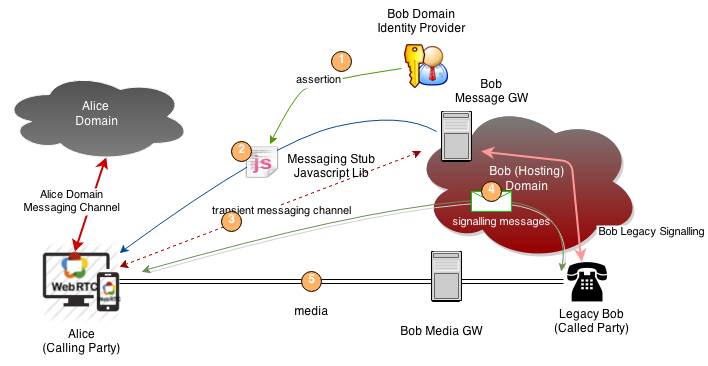 Bob Domain
Identity Provider
1
assertion
Bob
Message GW
Alice
Domain
2
js
Messaging Stub
Javascript Lib
Bob (Hosting)
Domain
4
Alice Domain
Messaging Channel
transient messaging channel
3
signalling messages
Bob Legacy Signalling
WebRTC
WebRTC
5
media
Alice
(Calling Party)
Bob Media GW
Legacy Bob
(Called Party)